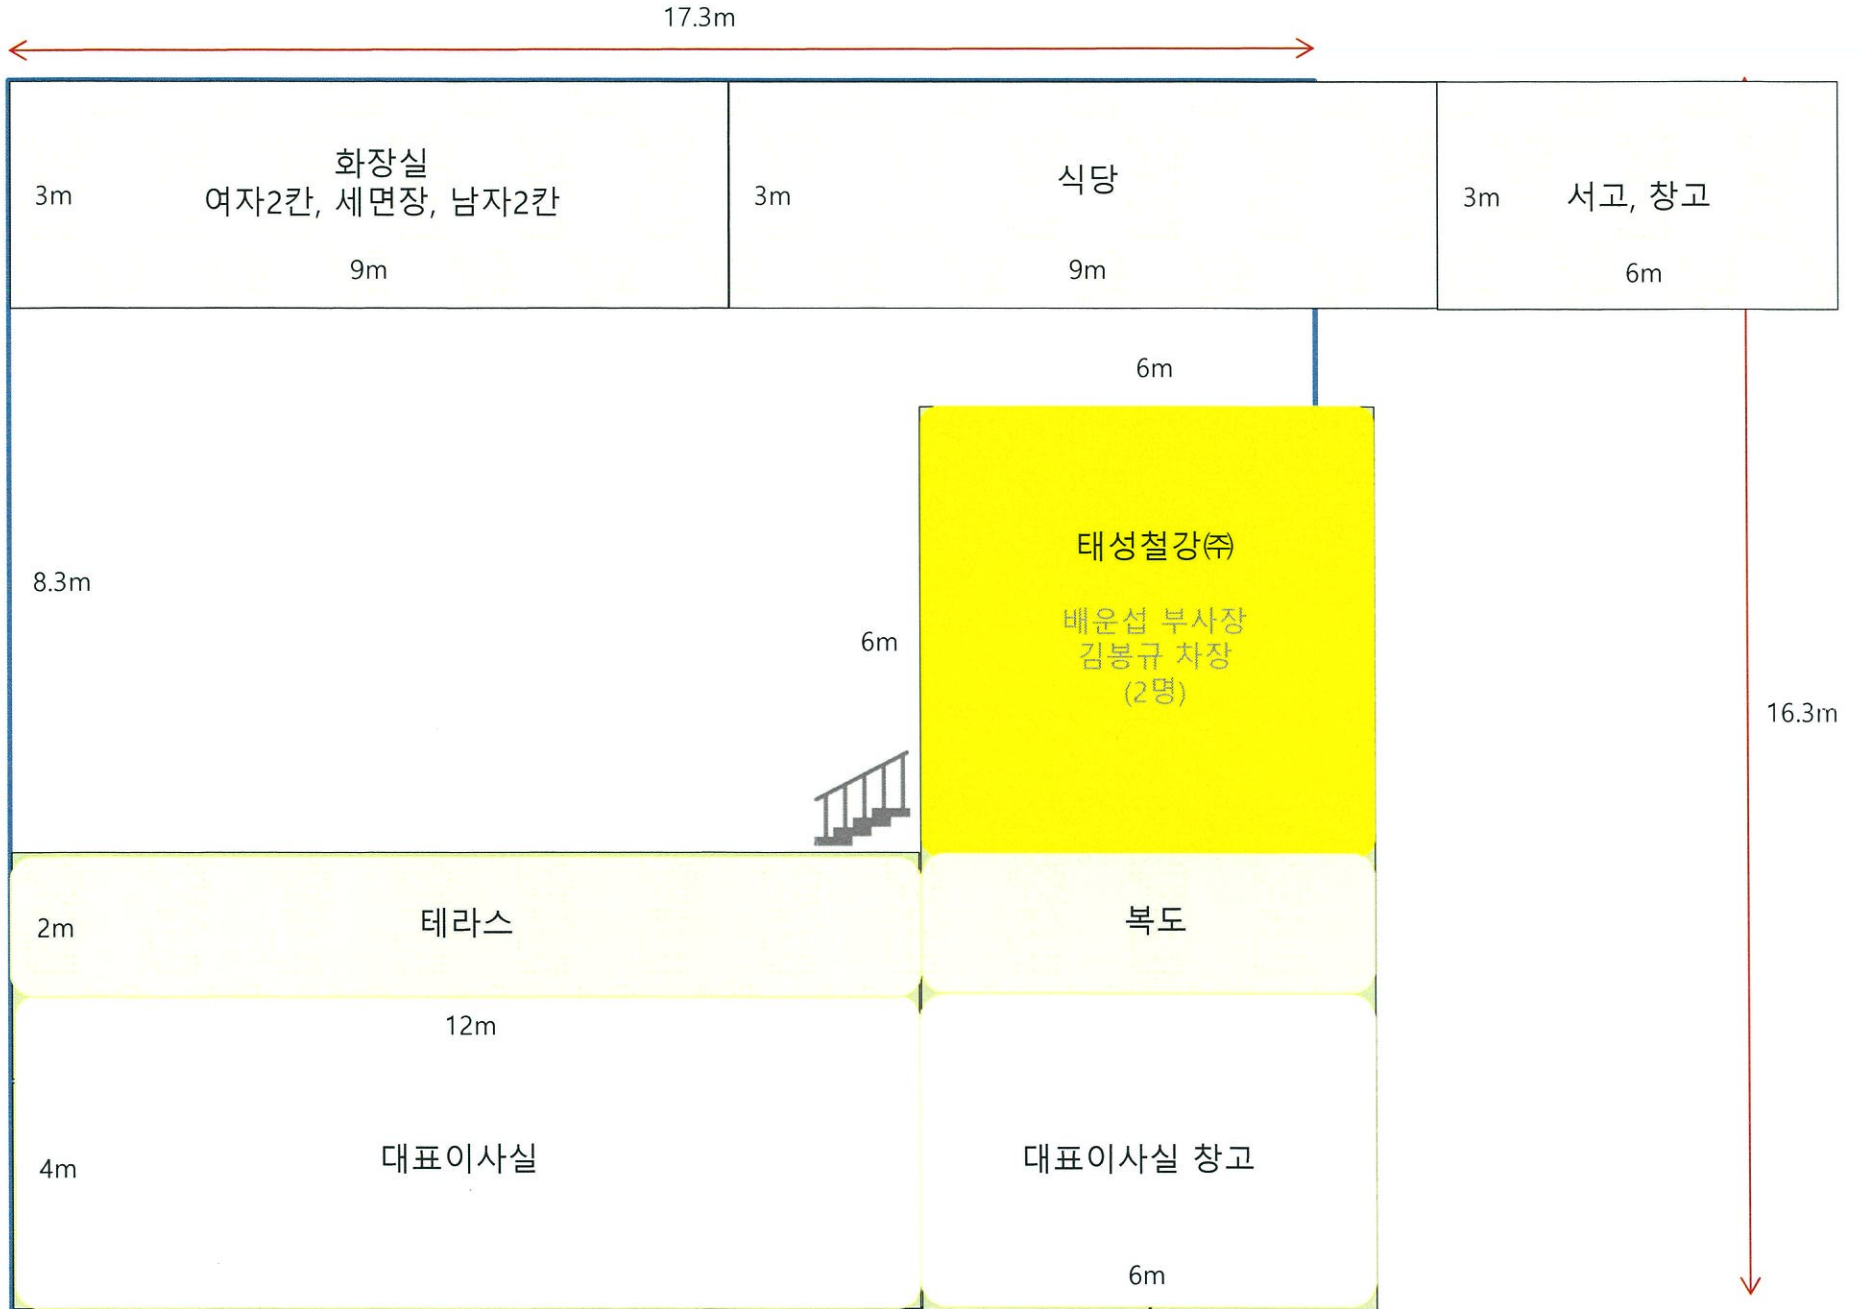 17.3m
화장실
여자2칸, 세면장, 남자2칸
3m
9m
식당
3m
9m
서고, 창고
3m
6m
6m
태성철강㈜
배운섭 부사장
김봉규 차장
(2명)
8.3m
6m
16.3m
테라스
2m
복도
12m
대표이사실
4m
대표이사실 창고
6m